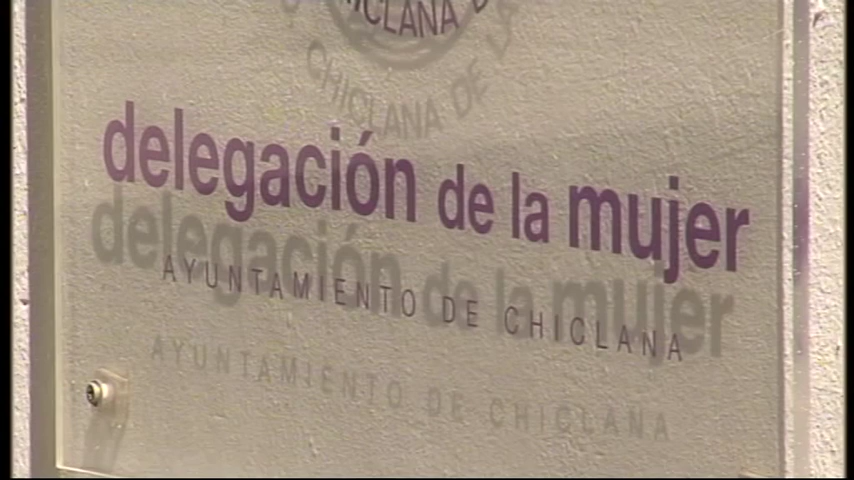 CHICLANA D
delegación de la mujer
AYUNTAMIENTO DE CHICLANA